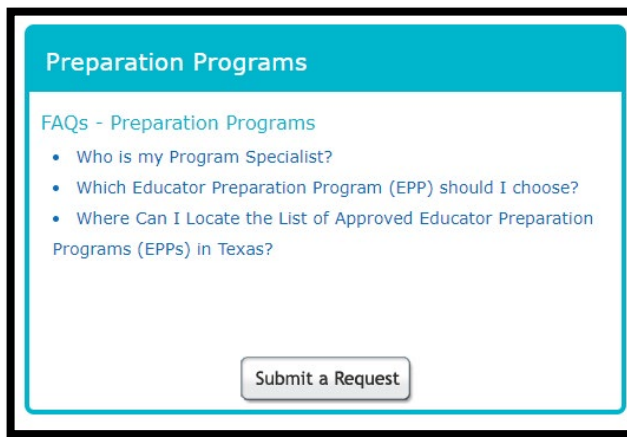 Preparation Programs
FAQs - Preparation Programs
• Who is my Program Specialist?
• Which Educator Preparation Program (EPP) should I choose?
• Where Can I Locate the List of Approved Educator Preparation
Programs (EPPs) in Texas?
Submit a Request